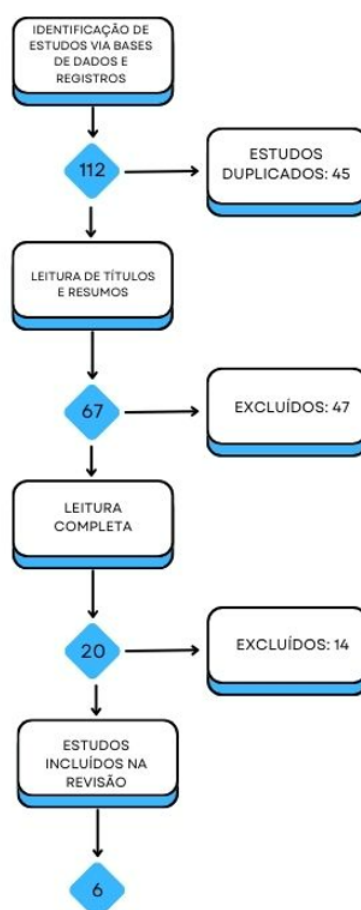 IDENTIFICAÇÃO DE
ESTUDOS VIA BASES
DE DADOS E
REGISTROS
112
ESTUDOS
DUPLICADOS: 45
LEITURA DE TÍTULOS
E RESUMOS
67
EXCLUÍDOS: 47
LEITURA
COMPLETA
20
EXCLUÍDOS: 14
ESTUDOS
INCLUÍDOS NA
REVISÃO
6